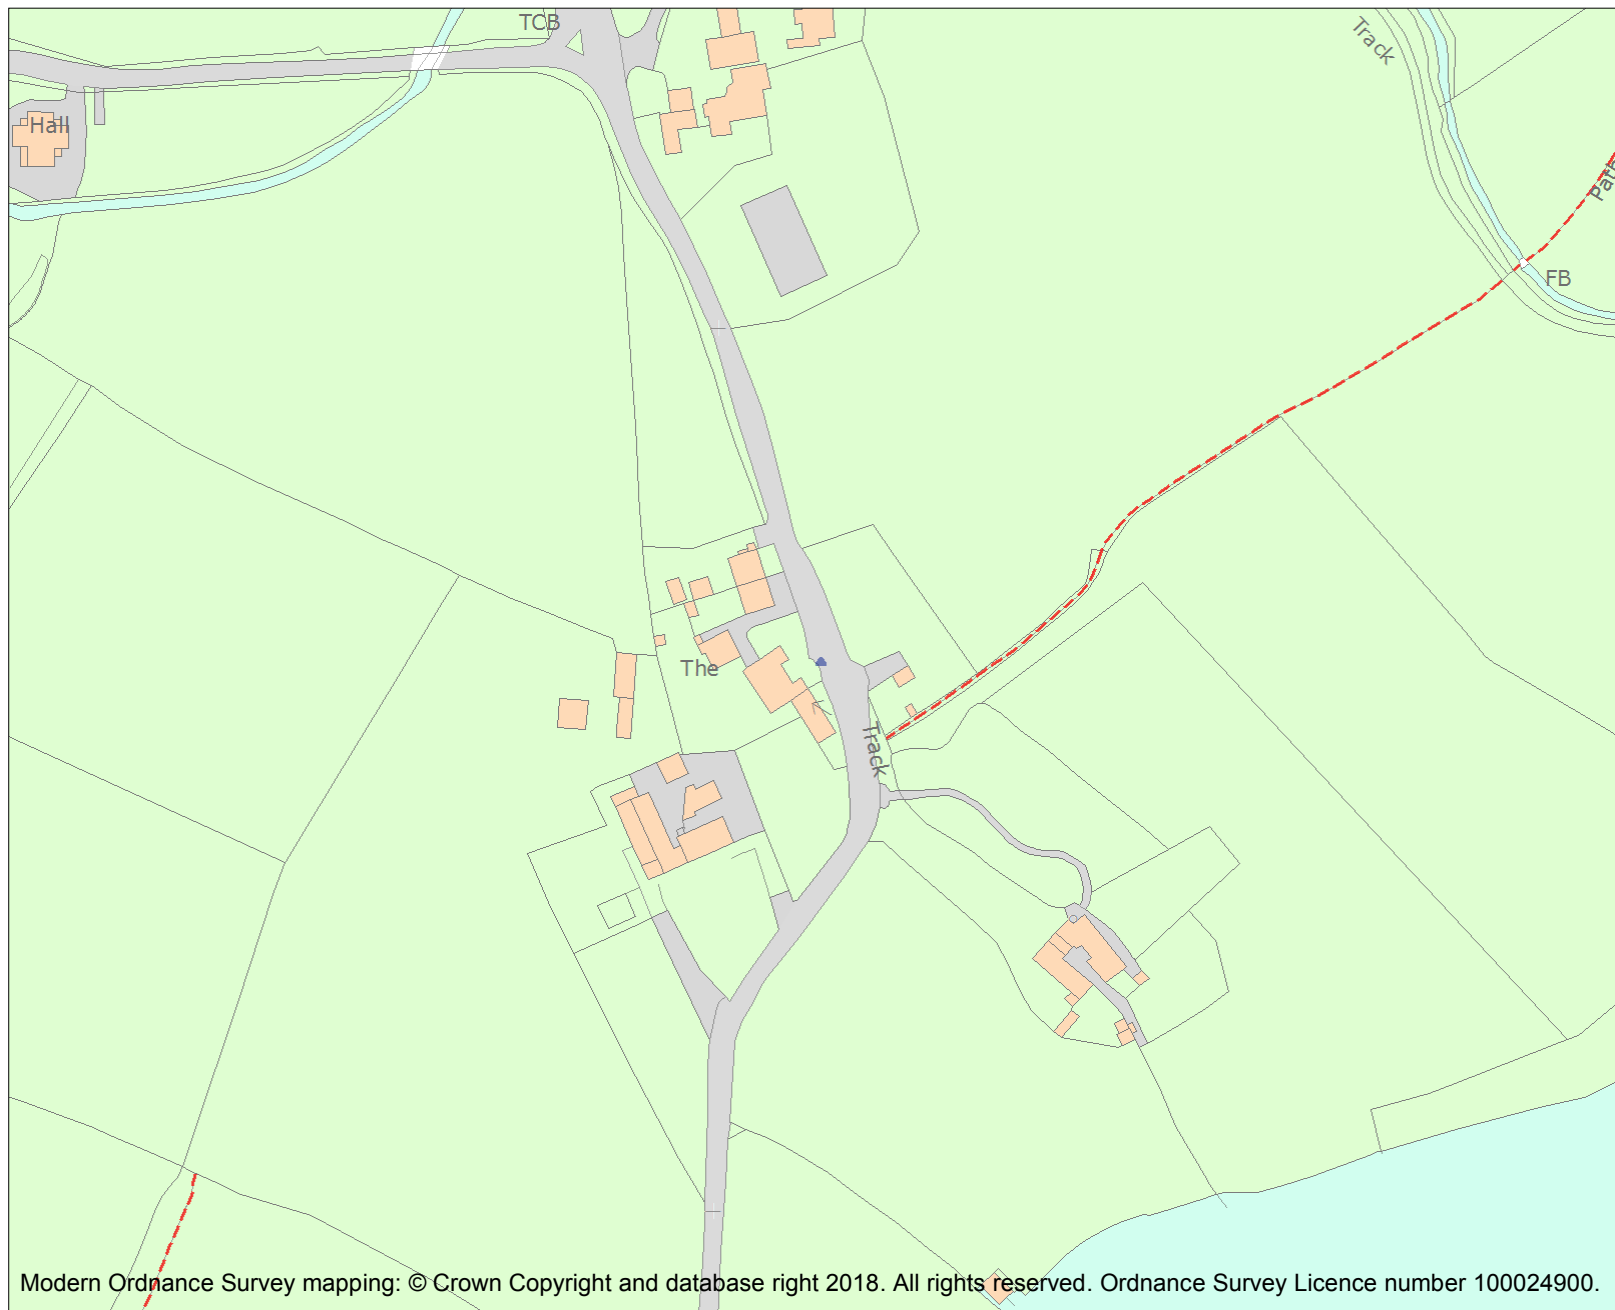 TCB
Track
Hall
Path
FB
The
Track
Modern Ordnance Survey mapping: © Crown Copyright and database right 2018. All rights reserved. Ordnance Survey Licence number 100024900.